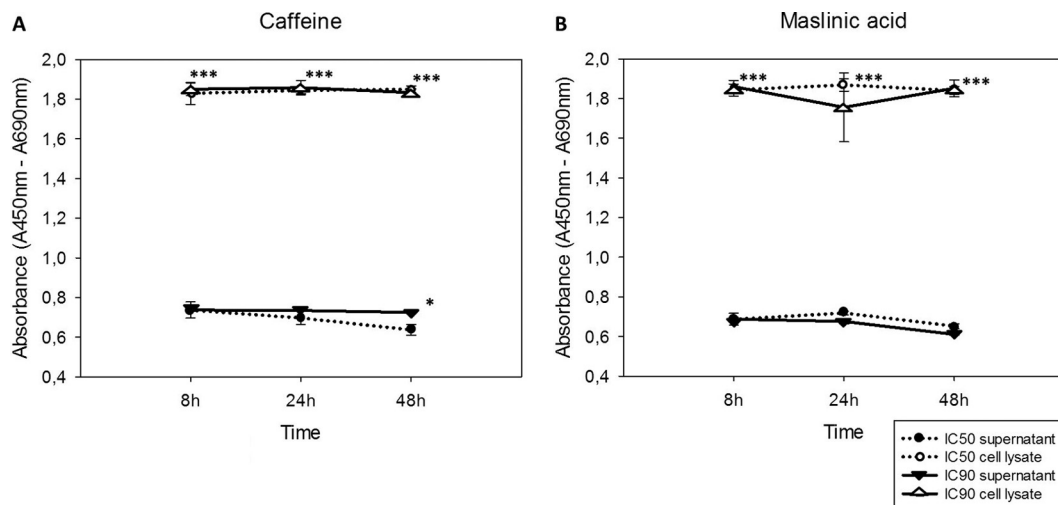 A
Caffeine
Absorbance (A450nm - A690nm)
2,0
1,8
1,6
1,4
1,2
1,0
0,8
0,6
0,4
***
***
***
*
8h
24h
48h
Time
B
Maslinic acid
Absorbance (A450nm - A690nm)
2,0
1,8
1,6
1,4
1,2
1,0
0,8
0,6
0,4
***
***
***
8h
24h
48h
Time
IC50 supernatant
IC50 cell lysate
IC90 supernatant
IC90 cell lysate